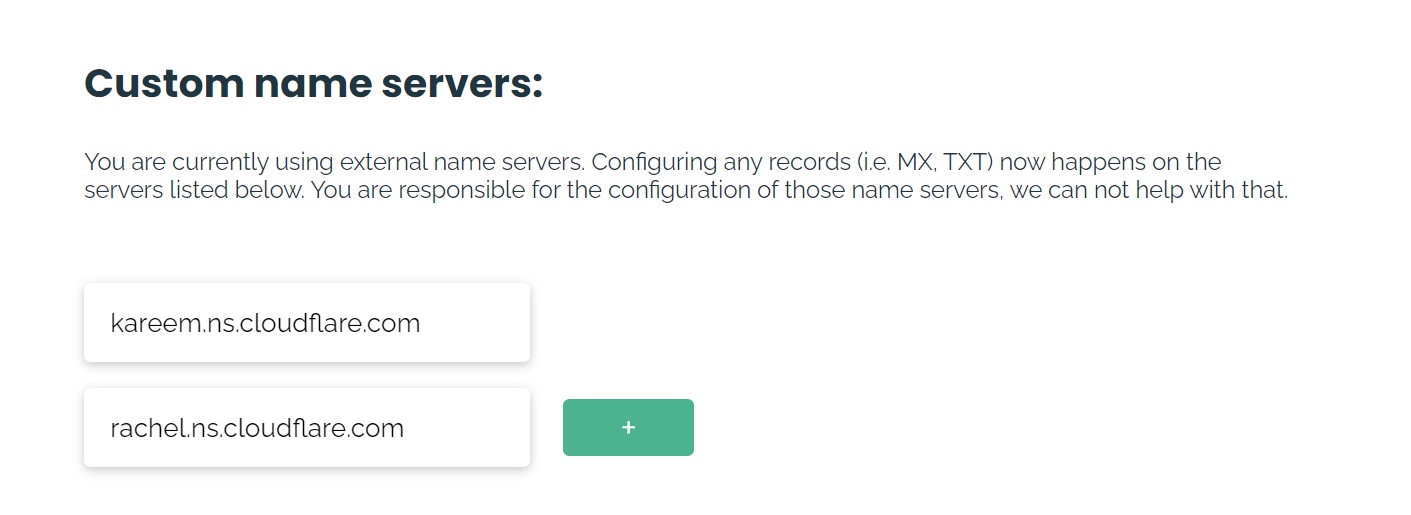 Custom name servers:
You are currently using external name servers. Configuring any records (i.e. MX, TXT) now happens on the
servers listed below. You are responsible for the configuration of those name servers, we can not help with that.
kareem.ns.cloudflare.com
rachel.ns.cloudflare.com
+